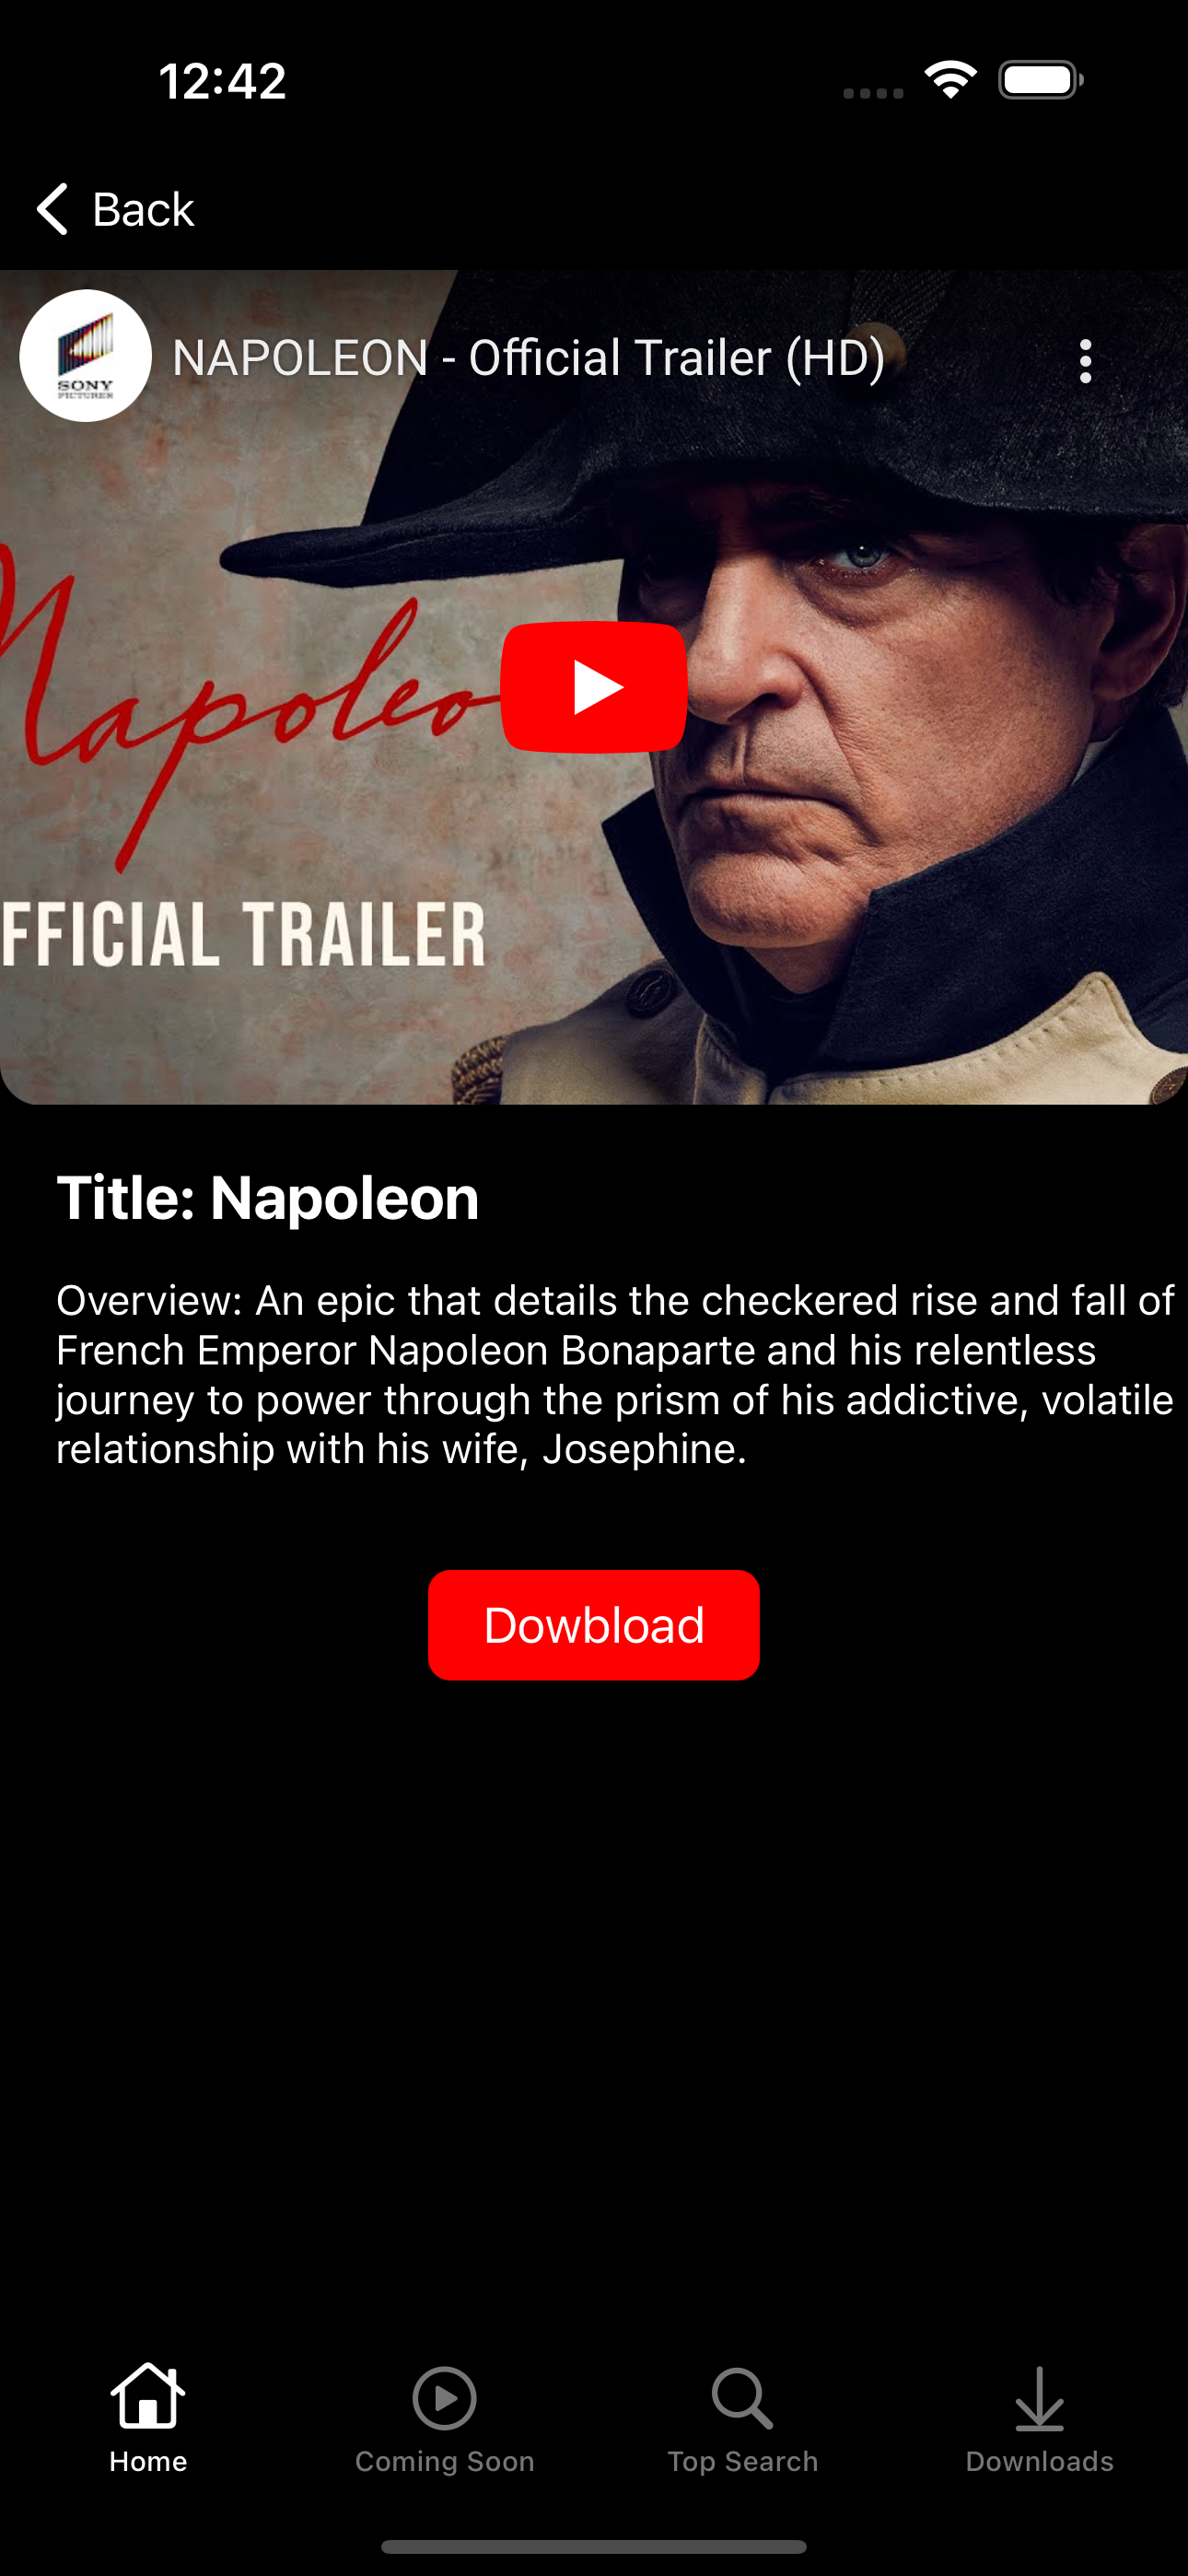 12:42
Back
SONY
PICTURES
NAPOLEON - Official Trailer (HD)
Napoleo
FFICIAL TRAILER
Title: Napoleon
Overview: An epic that details the checkered rise and fall of
French Emperor Napoleon Bonaparte and his relentless
journey to power through the prism of his addictive, volatile
relationship with his wife, Josephine.
Dowbload
Home
Coming Soon
Top Search
Downloads